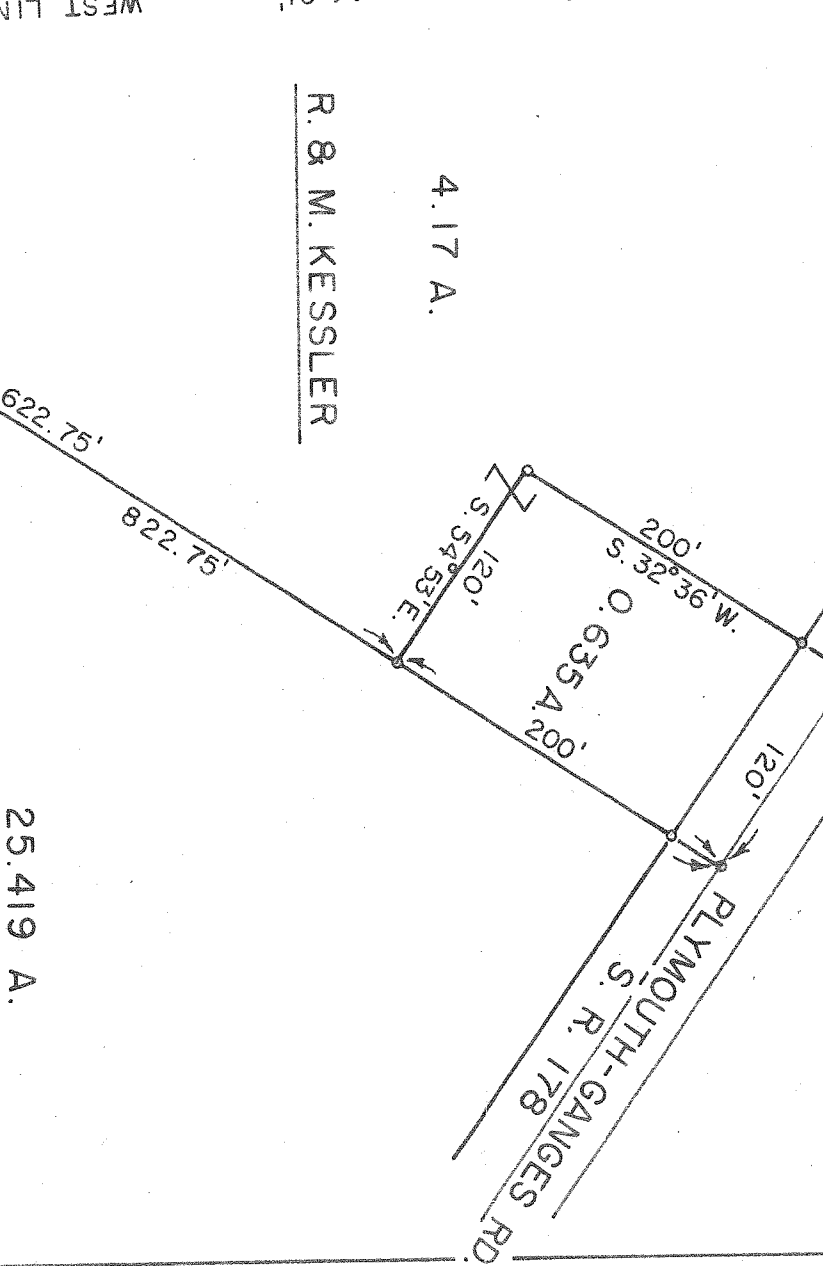 WEST LIN
R. & M. KESSLER
4.17 A.
622.75'
822.75'
200'
S. 32°36'W.
120'
S. 54°53'E.
0.635 A.
200'
120'
PLYMOUTH-GANGES RD.
S. R. 178
25.419 A.